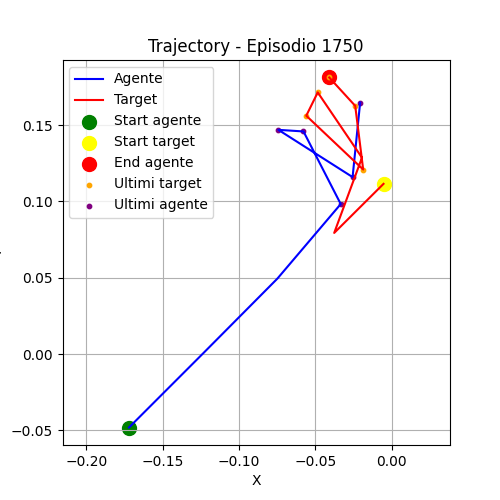 Trajectory - Episodio 1750
Agente
Target
Start agente
Start target
End agente
Ultimi target
Ultimi agente
0.15
0.10
0.05
0.00
−0.05
−0.20
−0.15
−0.10
−0.05
0.00
X